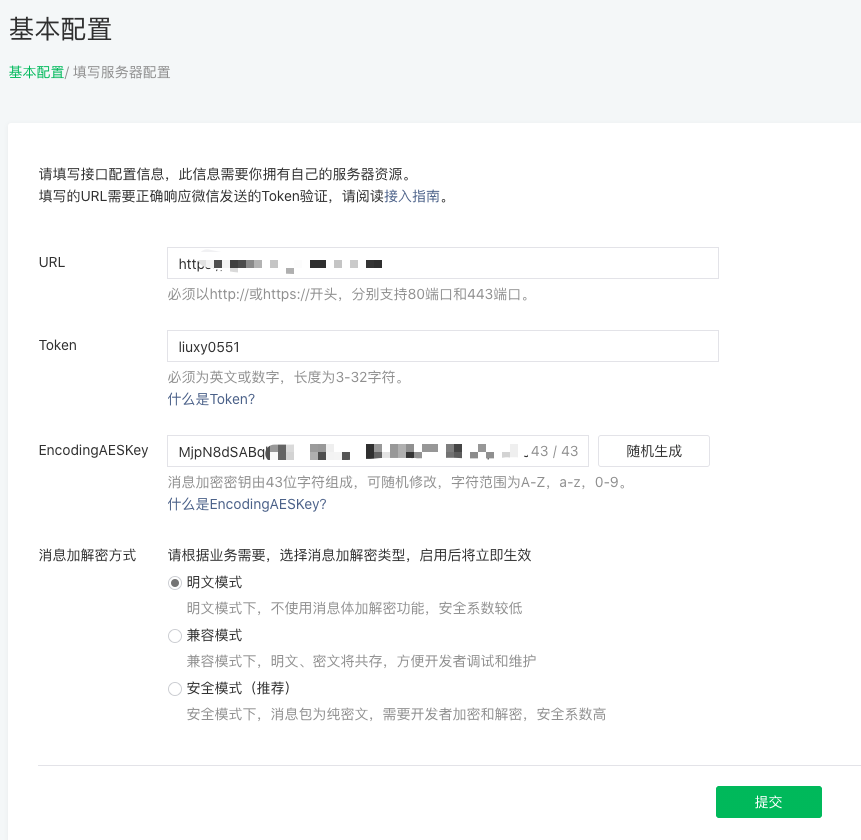 基本配置
基本配置/ 填写服务器配置
请填写接口配置信息，此信息需要你拥有自己的服务器资源。
填写的URL需要正确响应微信发送的Token验证，请阅读接入指南。
URL
必须以http://或https://开头，分别支持80端口和443端口。
Token liuxy0551
必须为英文或数字，长度为3-32字符。
什么是Token?
EncodingAESKey MjpN8dSABq 43 / 43 随机生成
消息加密密钥由43位字符组成，可随机修改，字符范围为A-Z，a-z，0-9。
什么是EncodingAESKey?
消息加解密方式 请根据业务需要，选择消息加解密类型，启用后将立即生效
明文模式
明文模式下，不使用消息体加解密功能，安全系数较低
兼容模式
兼容模式下，明文、密文将共存，方便开发者调试和维护
安全模式（推荐）
安全模式下，消息包为纯密文，需要开发者加密和解密，安全系数高
提交